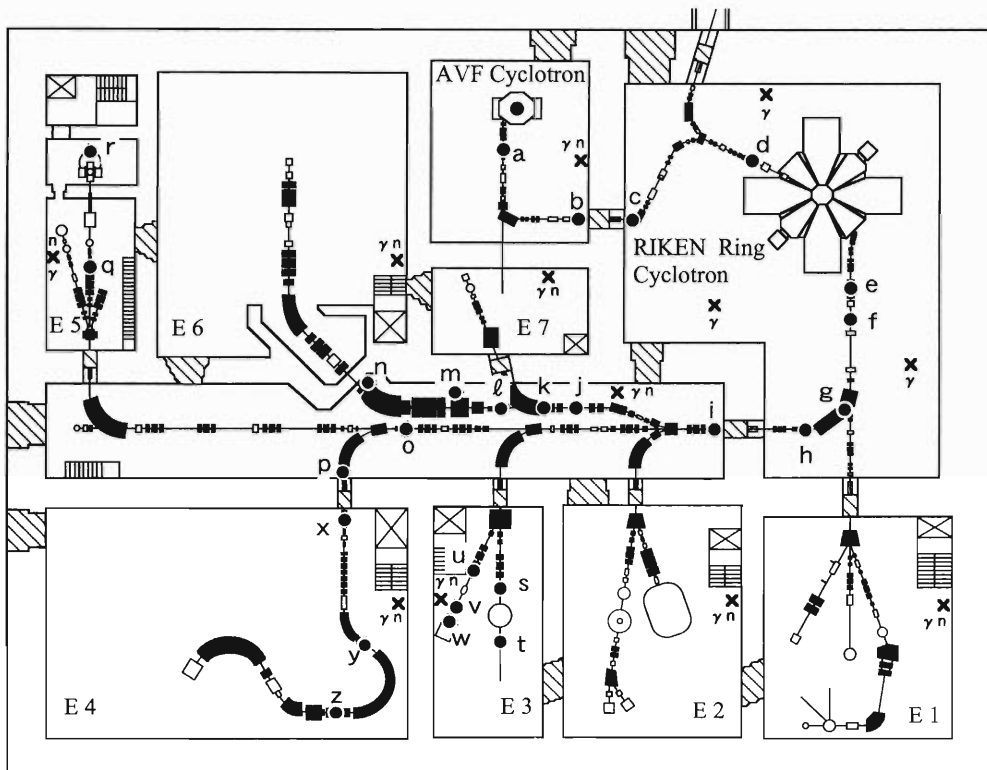 AVF Cyclotron
γ
r
a
d
γ n
b
c
n
γ
q
γ n
γ n
RIKEN Ring
Cyclotron
e
E 5
E 6
E 7
γ
f
n
m
ℓ
k
j
γ n
γ
g
i
o
h
p
x
u
s
γ n
v
w
t
γ n
γ n
γ n
y
z
E 4
E 3
E 2
E 1